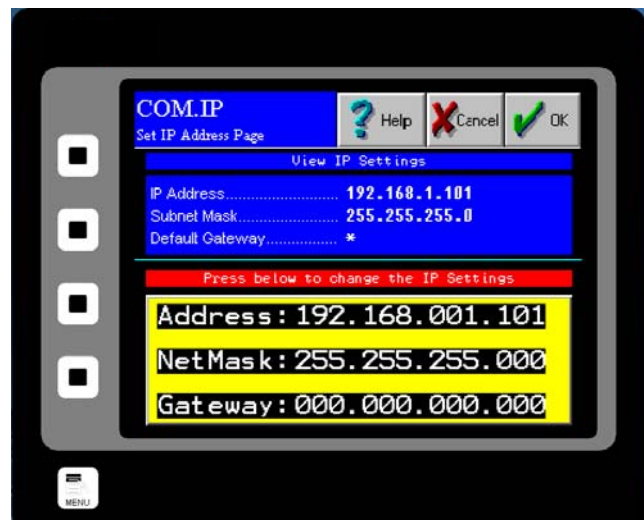 COM.IP
Set IP Address Page
Help
Cancel
OK
View IP Settings
IP Address......................... 192.168.1.101
Subnet Mask...................... 255.255.255.0
Default Gateway................ *
Press below to change the IP Settings
Address:192.168.001.101
NetMask:255.255.255.000
Gateway:000.000.000.000
MENU